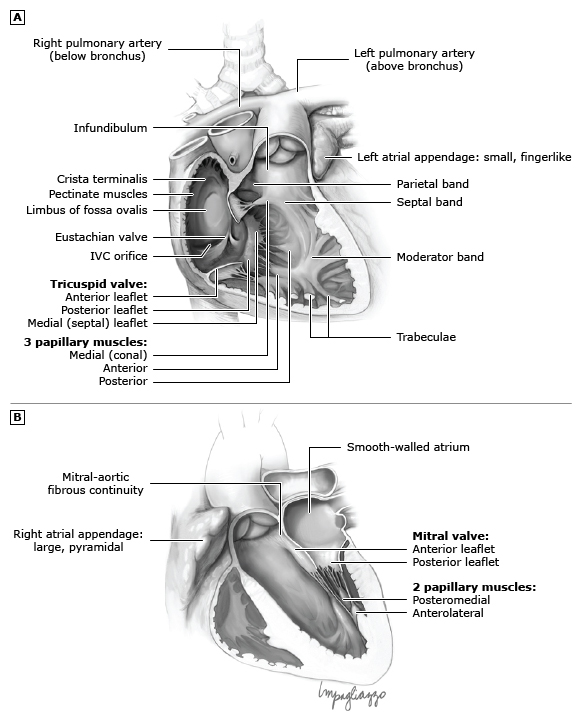 A
Right pulmonary artery
(below bronchus)
Left pulmonary artery
(above bronchus)
Infundibulum
Left atrial appendage: small, fingerlike
Crista terminalis
Parietal band
Pectinate muscles
Septal band
Limbus of fossa ovalis
Eustachian valve
IVC orifice
Moderator band
Tricuspid valve:
Anterior leaflet
Posterior leaflet
Medial (septal) leaflet
Trabeculae
3 papillary muscles:
Medial (conal)
Anterior
Posterior
B
Smooth-walled atrium
Mitral-aortic
fibrous continuity
Right atrial appendage:
large, pyramidal
Mitral valve:
Anterior leaflet
Posterior leaflet
2 papillary muscles:
Posteromedial
Anterolateral
Impagliazzo